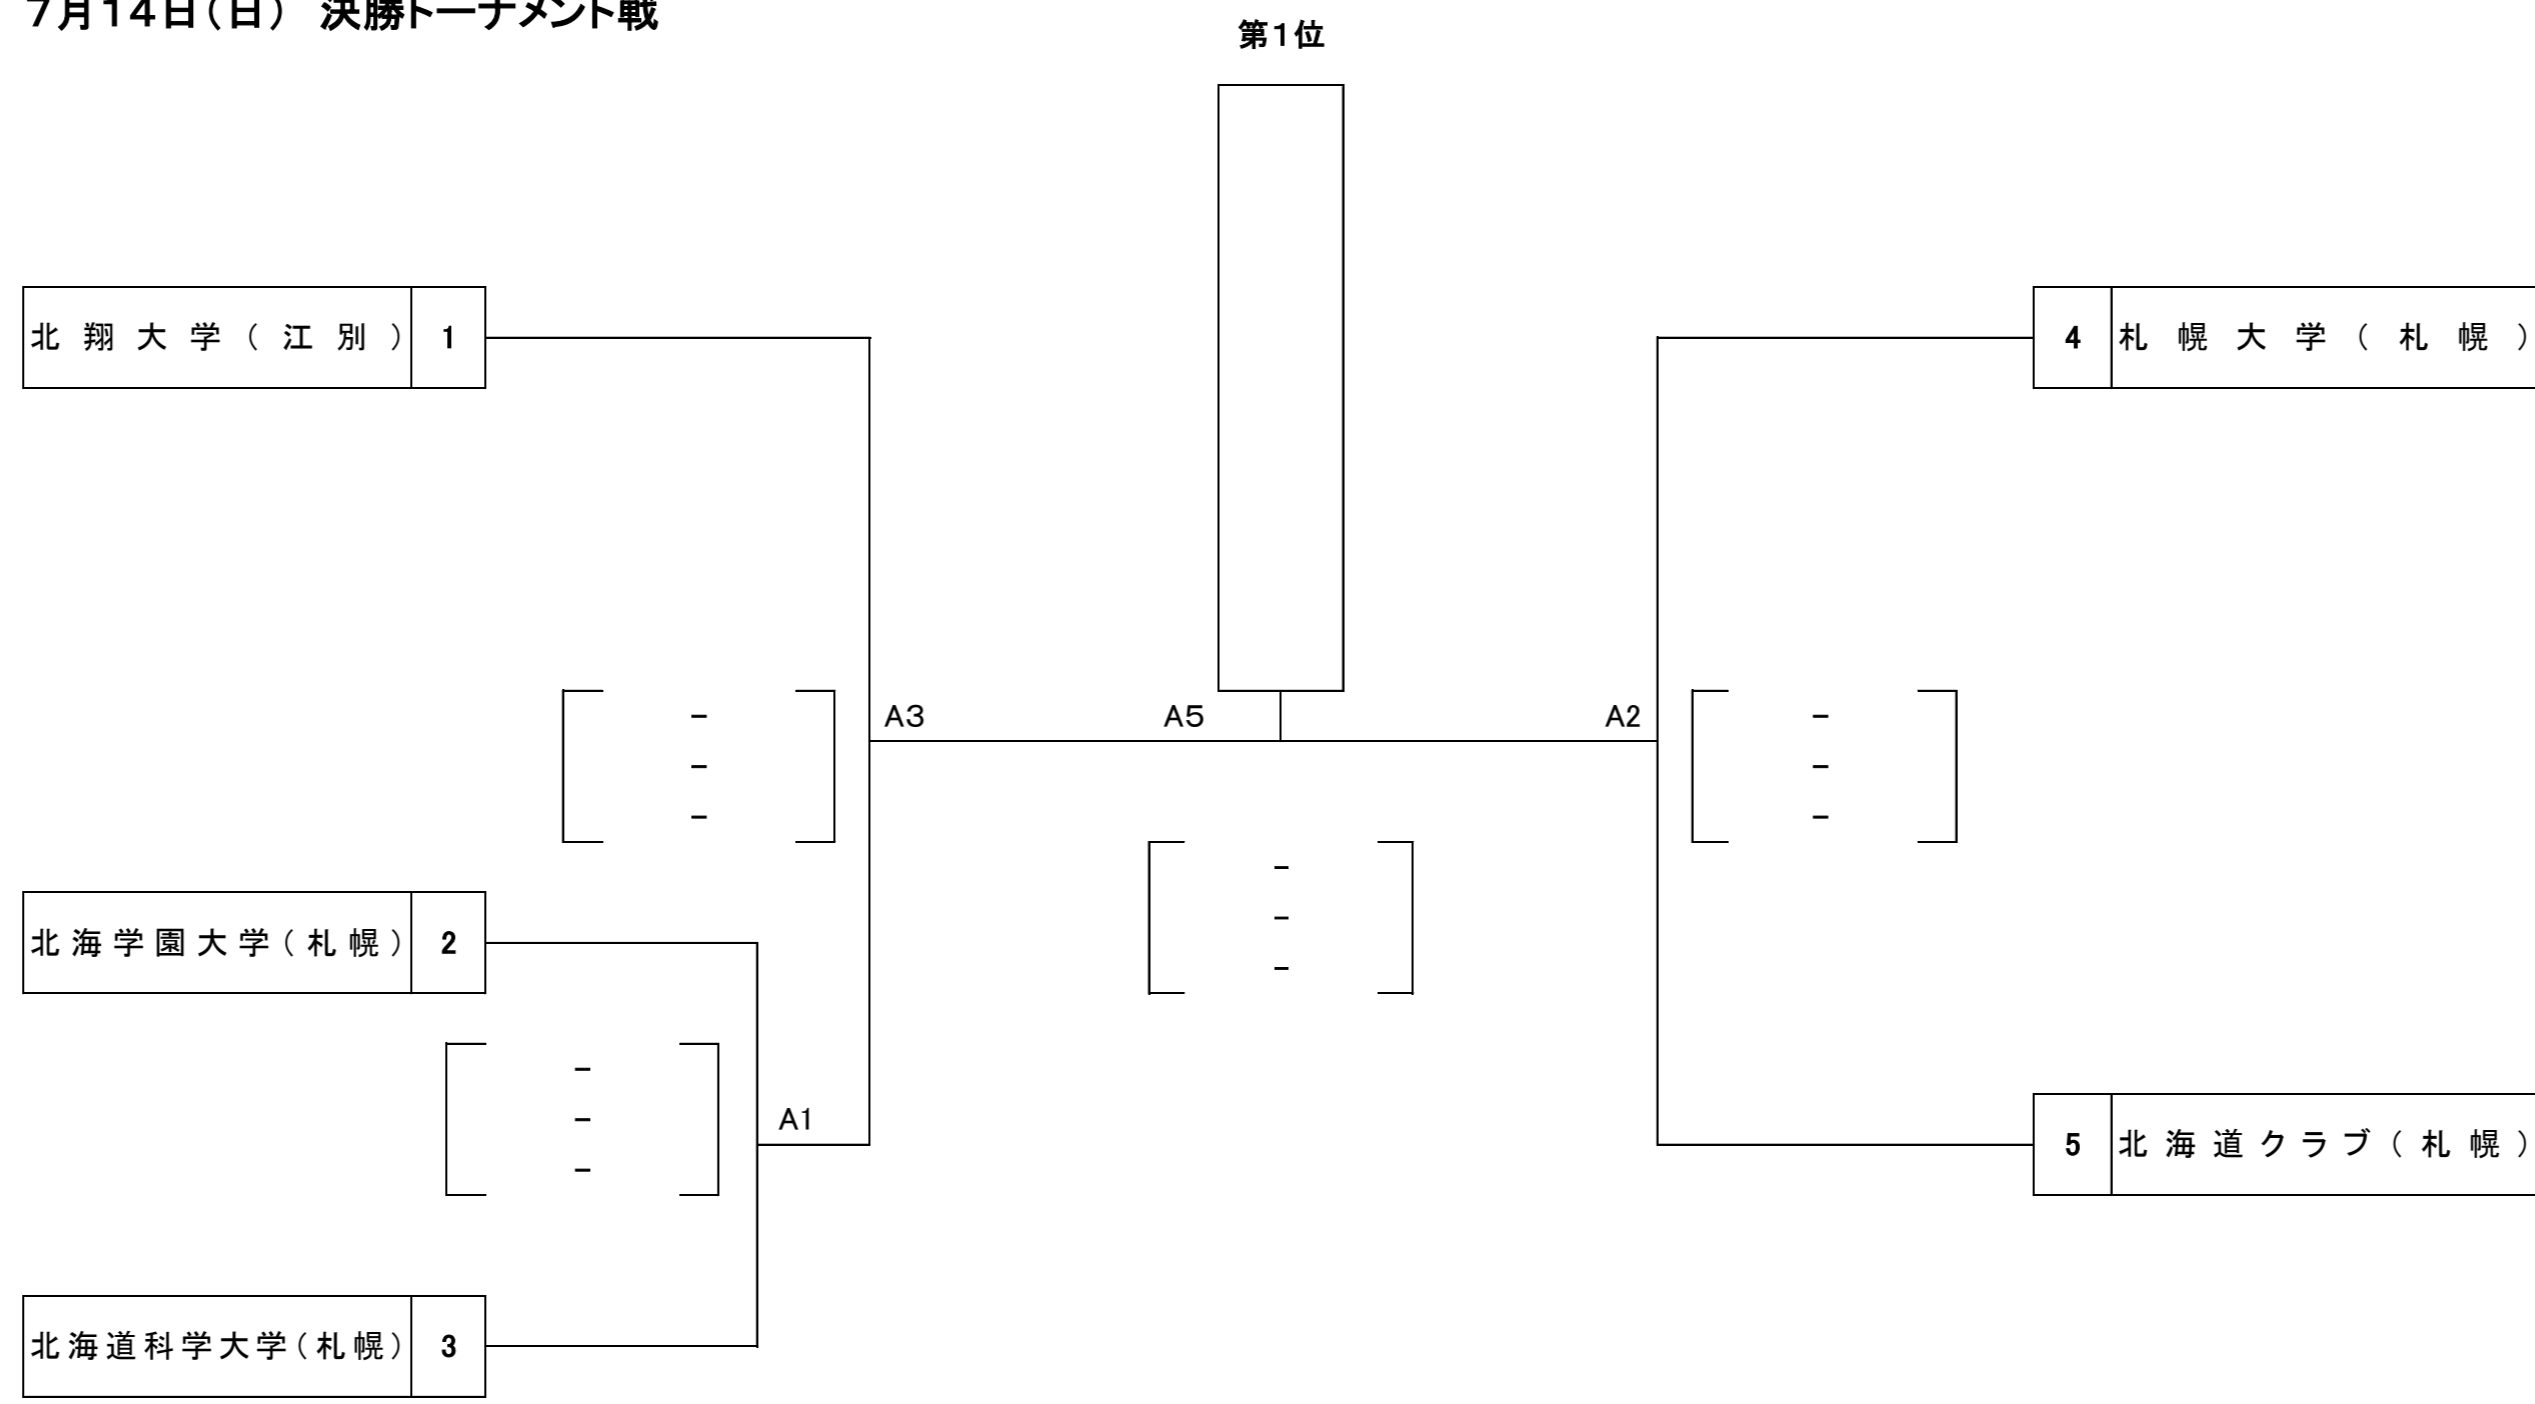 7月14日(日) 決勝トーナメント戦
第1位
北翔大学(江別) 1
4 札幌大学(札幌)
A3
A5
A2
-
-
-
-
-
-
-
-
-
北海学園大学(札幌) 2
-
-
-
A1
5 北海道クラブ(札幌)
北海道科学大学(札幌) 3